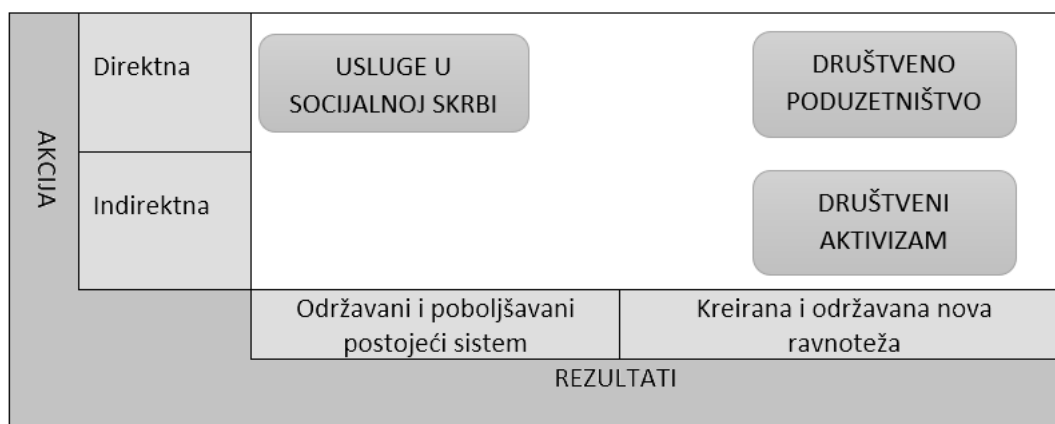 AKCIJA
Direktna
USLUGE U
SOCIJALNOJ SKRBI
DRUŠTVENO
PODUZETNIŠTVO
Indirektna
DRUŠTVENI
AKTIVIZAM
Održavani i poboljšavani
postojeći sistem
Kreirana i održavana nova
ravnoteža
REZULTATI